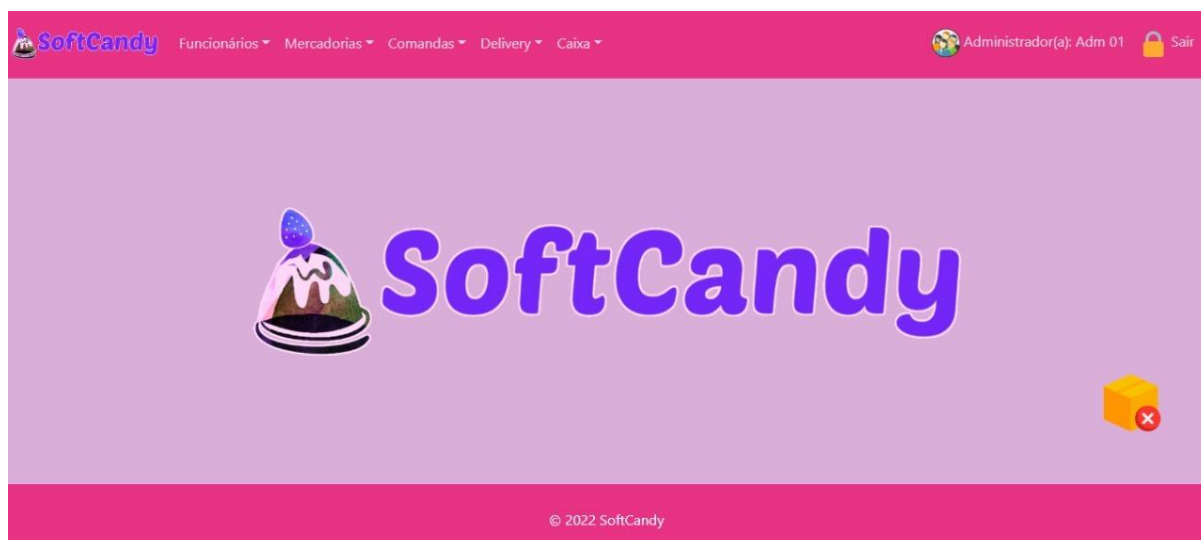 SoftCandy Funcionários Mercadorias Comandas Delivery Caixa Administrador(a): Adm 01 Sair
SoftCandy
© 2022 SoftCandy